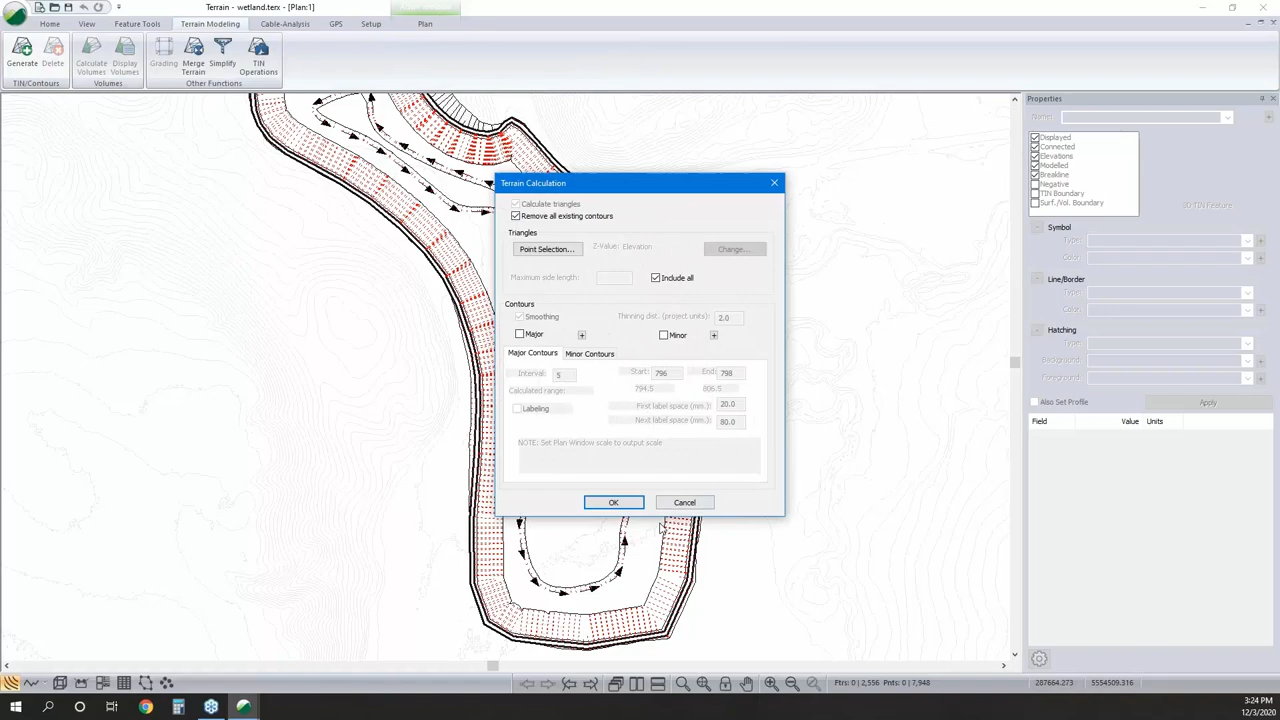 Terrain - wetland.terx - [Plan:1]
Home View Feature Tools Terrain Modeling Cable-Analysis GPS Setup Plan
Generate Delete Calculate Volumes Display Volumes Grading Merge Terrain Simplify TIN Operations
TIN/Contours Volumes Other Functions
Properties
Name:
Displayed
Connected
Elevations
Modelled
Breakline
Negative
TIN Boundary
Surf./Vol. Boundary
3D TIN Feature
Symbol
Type:
Color:
Line/Border
Type:
Color:
Hatching
Type:
Background:
Foreground:
Also Set Profile Apply
Field Value Units
Terrain Calculation
Calculate triangles
Remove all existing contours
Triangles
Point Selection... Z-Value: Elevation Change...
Maximum side length: Include all
Contours
Smoothing Thinning dist. (project units): 2.0
Major + Minor +
Major Contours Minor Contours
Interval: 5 Start: 796 End: 798
Calculated range: 794.5 806.5
Labeling First label space (mm.): 20.0
Next label space (mm.): 80.0
NOTE: Set Plan Window scale to output scale
OK Cancel
Ftrs: 0 | 2,556 Pnts: 0 | 7,948 287664.273 5554509.316
3:24 PM
12/3/2020